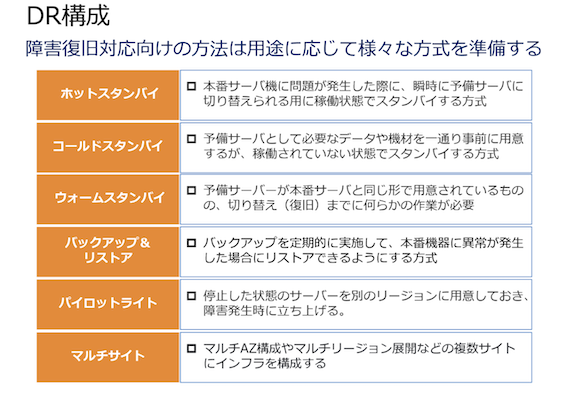 DR構成
障害復旧対応向けの方法は用途に応じて様々な方式を準備する
ホットスタンバイ
本番サーバ機に問題が発生した際に、瞬時に予備サーバに
切り替えられる用に稼働状態でスタンバイする方式
コールドスタンバイ
予備サーバとして必要なデータや機材を一通り事前に用意
するが、稼働されていない状態でスタンバイする方式
ウォームスタンバイ
予備サーバーが本番サーバと同じ形で用意されているもの
の、切り替え（復旧）までに何らかの作業が必要
バックアップ＆
リストア
バックアップを定期的に実施して、本番機器に異常が発生
した場合にリストアできるようにする方式
パイロットライト
停止した状態のサーバーを別のリージョンに用意しておき、
障害発生時に立ち上げる。
マルチサイト
マルチAZ構成やマルチリージョン展開などの複数サイト
にインフラを構成する